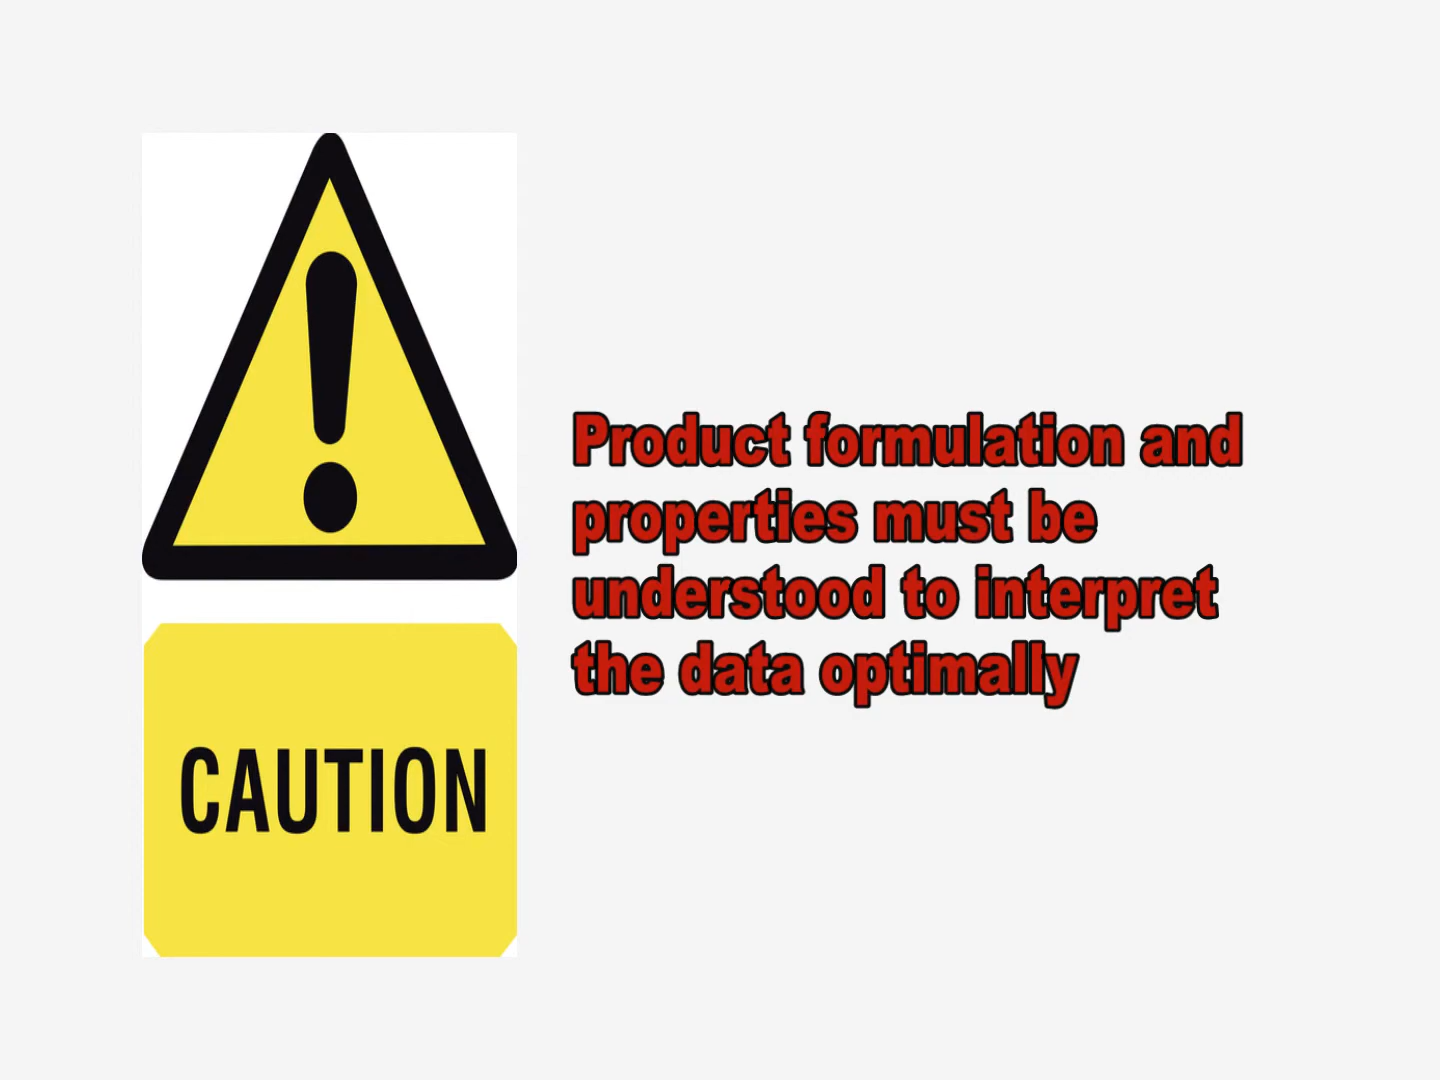 Product formulation and
properties must be
understood to interpret
the data optimally
CAUTION